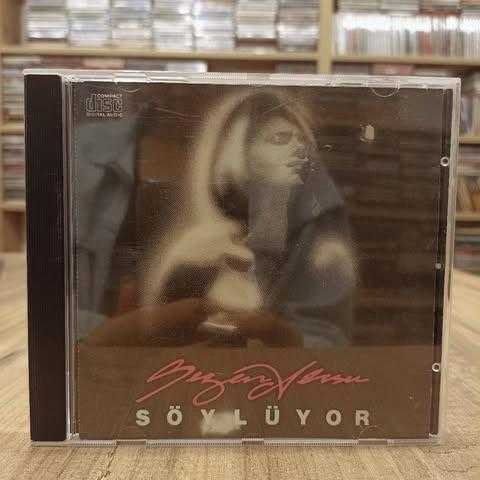 COMPACT
disc
DIGITAL AUDIO
Sezen Aksu
SÖYLÜYOR